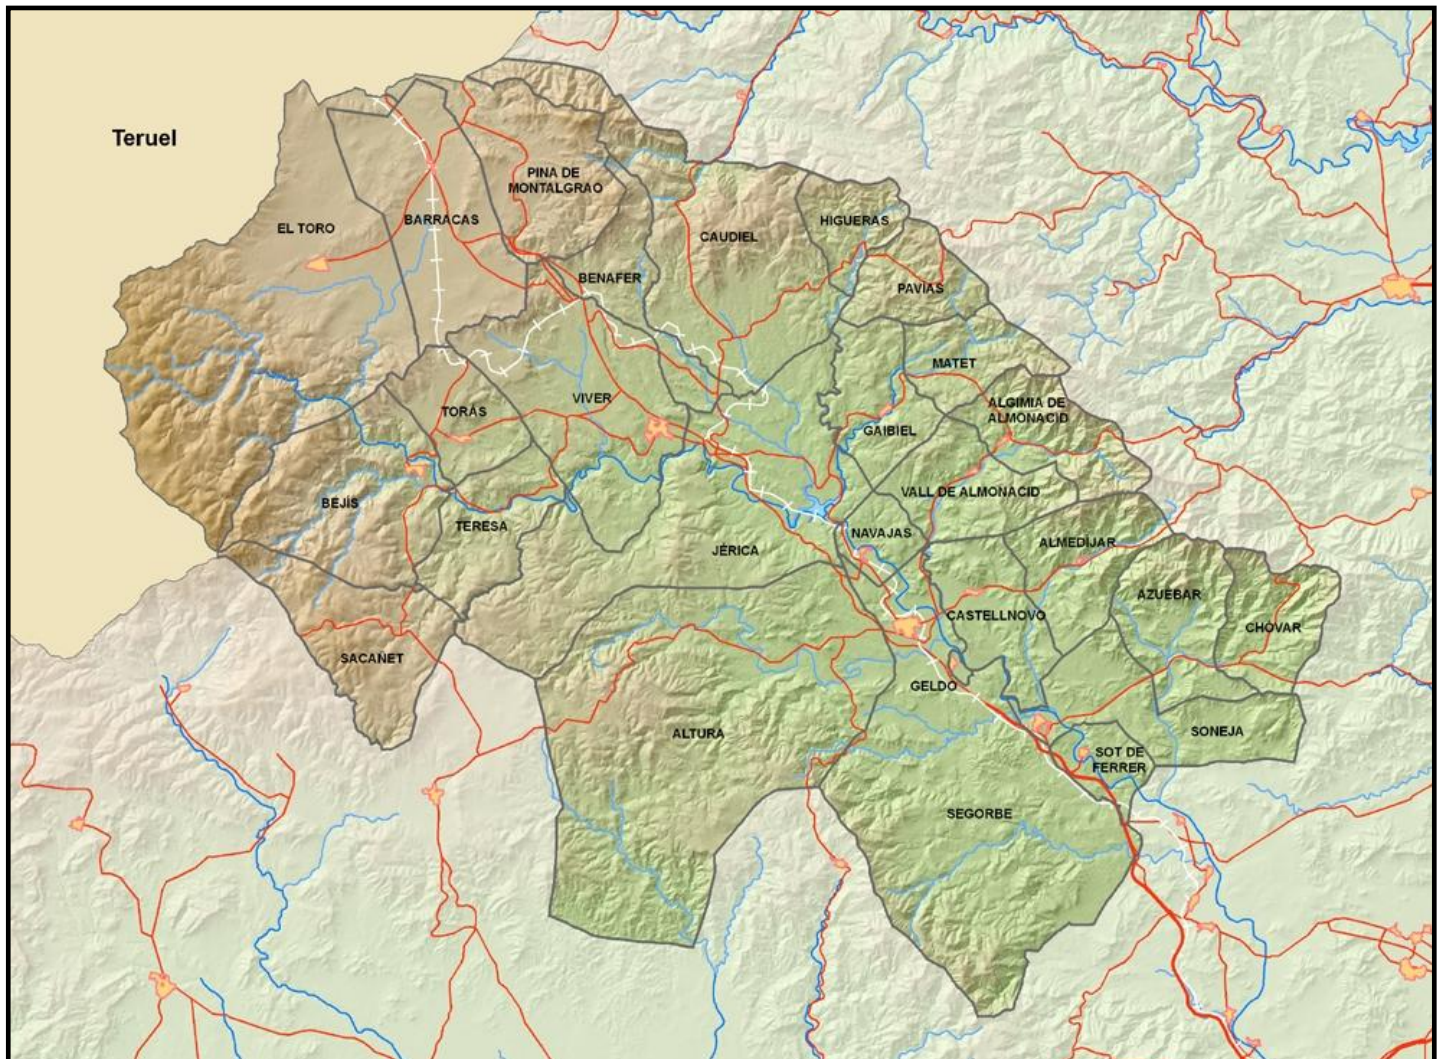 Teruel
PINA DE
MONTALGRAO
EL TORO
BARRACAS
HIGUERAS
CAUDIEL
BENAFER
PAVIAS
MATET
VIVER
TORÁS
ALGIMIA DE
ALMONACID
GAIBIEL
VALL DE ALMONACID
BEJÍS
TERESA
NAVAJAS
JÉRICA
ALMEDÍJAR
AZUÉBAR
CASTELLNOVO
CHÓVAR
SACAÑET
GELDO
ALTURA
SONEJA
SOT DE
FERRER
SEGORBE